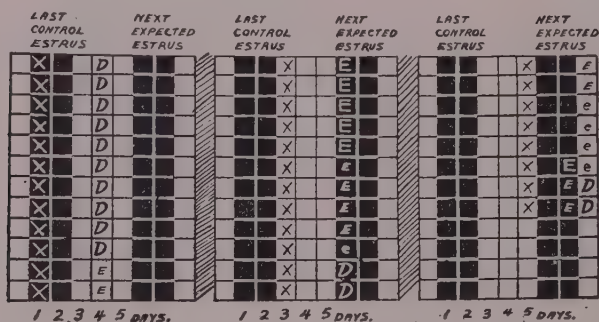 LAST NEXT LAST NEXT LAST NEXT
CONTROL EXPECTED CONTROL EXPECTED CONTROL EXPECTED
ESTRUS ESTRUS ESTRUS ESTRUS ESTRUS ESTRUS
X D X E X E
X D X E X E
X D X E X e
X D X E X e
X D X E X e
X D X E X E e
X D X E X E D
X D X E X E D
X D X E
X D X e
X E X D
X E X D
1 2 3 4 5 DAYS. 1 2 3 4 5 DAYS. 1 2 3 4 5 DAYS.